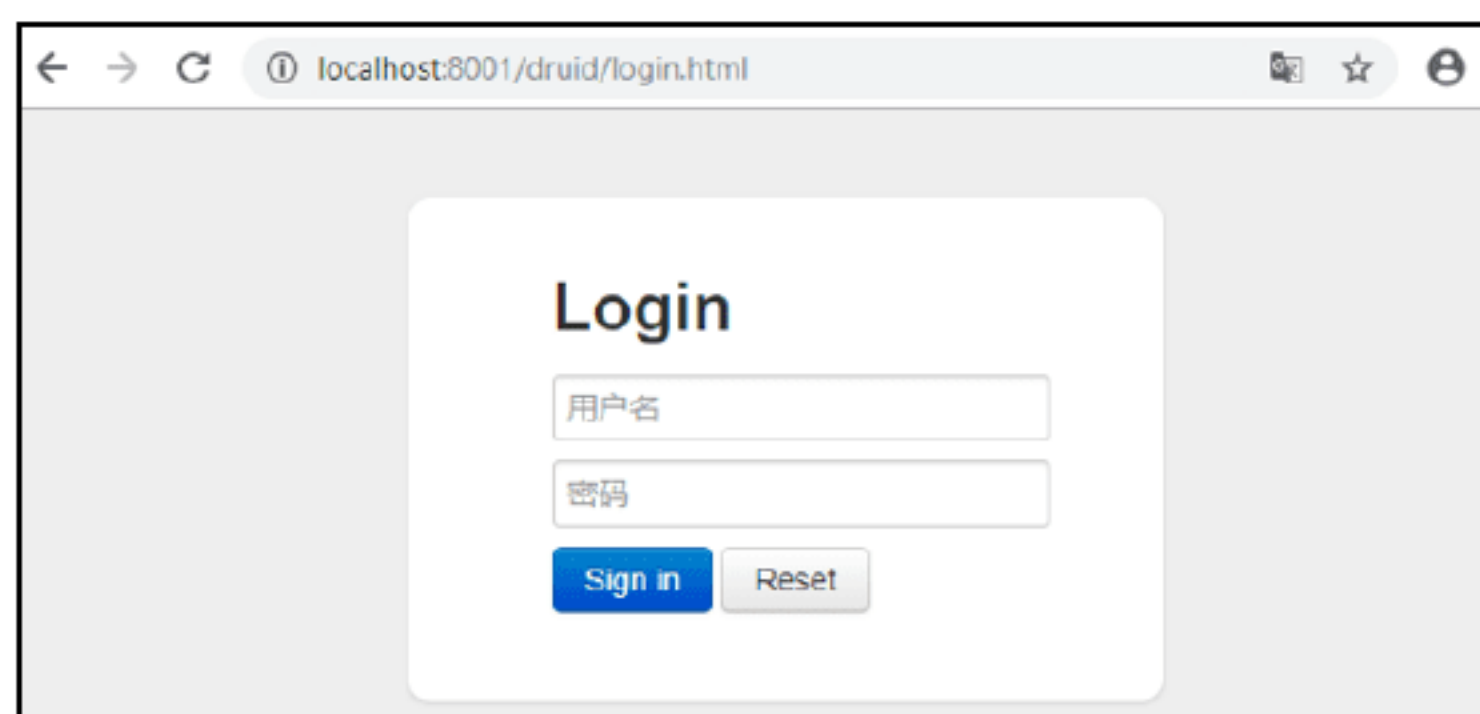 localhost:8001/druid/login.html
Login
用户名
密码
Sign in Reset